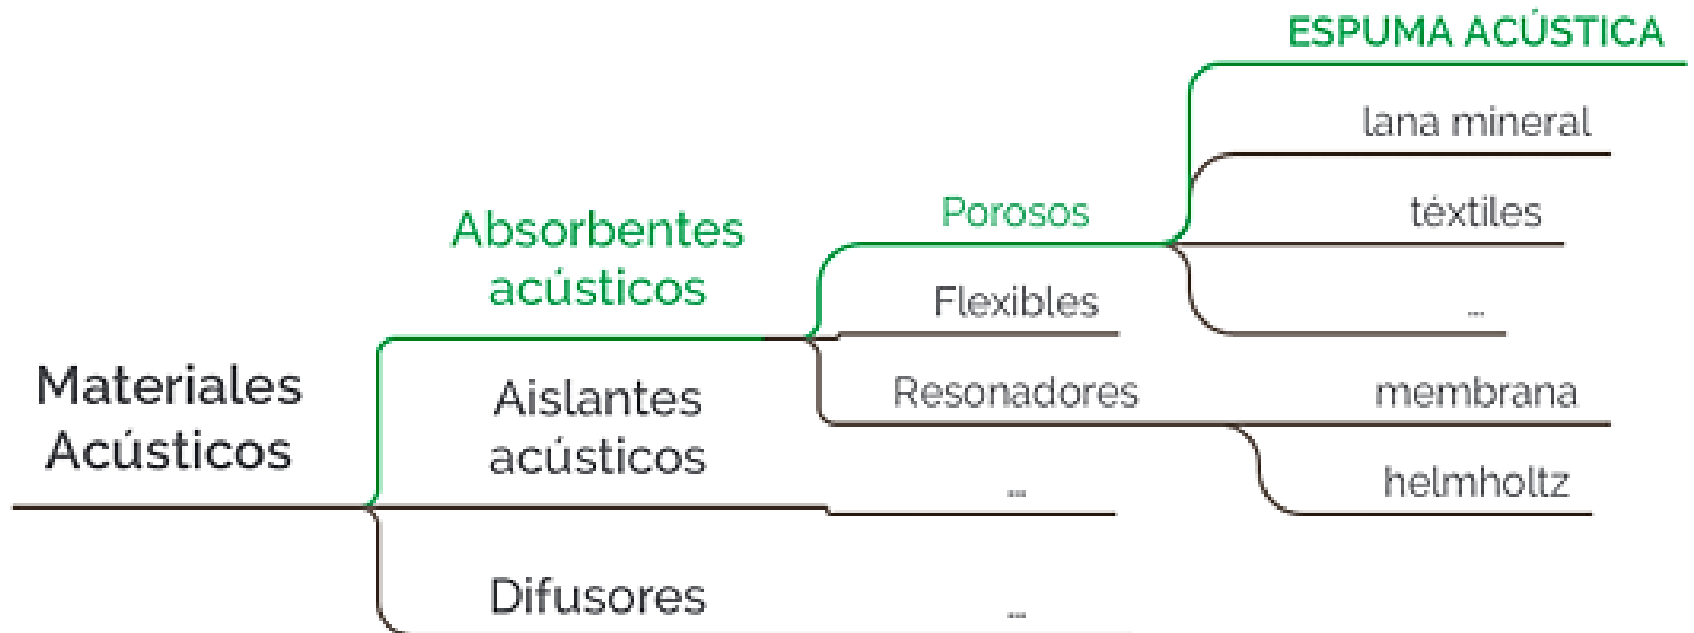 ESPUMA ACÚSTICA
lana mineral
Porosos
téxtiles
Absorbentes
acústicos
Flexibles
...
Materiales
Acústicos
Aislantes
acústicos
Resonadores
membrana
...
helmholtz
Difusores
...